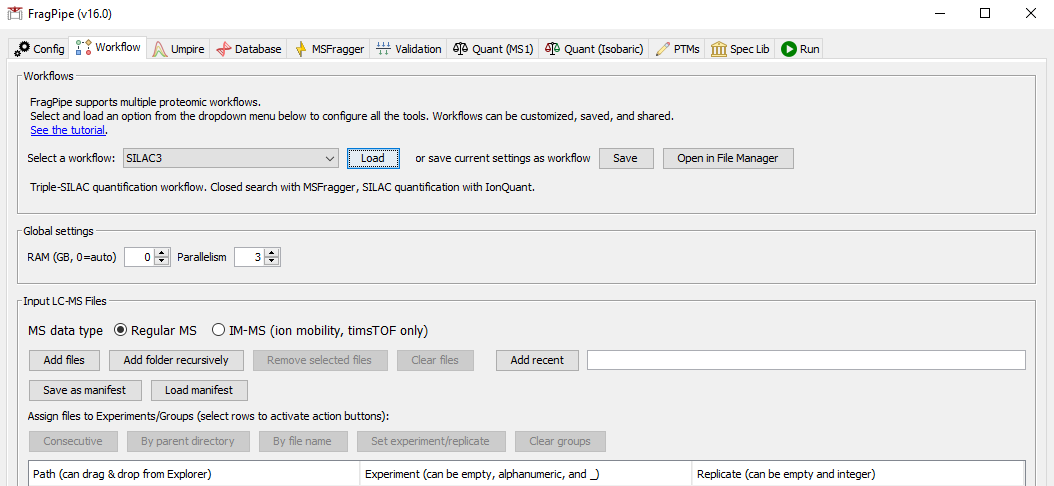 FragPipe (v16.0)
Config Workflow Umpire Database MSFragger Validation Quant (MS1) Quant (Isobaric) PTMs Spec Lib Run
Workflows
FragPipe supports multiple proteomic workflows.
Select and load an option from the dropdown menu below to configure all the tools. Workflows can be customized, saved, and shared.
See the tutorial.
Select a workflow: SILAC3 Load or save current settings as workflow Save Open in File Manager
Triple-SILAC quantification workflow. Closed search with MSFragger, SILAC quantification with IonQuant.
Global settings
RAM (GB, 0=auto) 0 Parallelism 3
Input LC-MS Files
MS data type Regular MS IM-MS (ion mobility, timsTOF only)
Add files Add folder recursively Remove selected files Clear files Add recent
Save as manifest Load manifest
Assign files to Experiments/Groups (select rows to activate action buttons):
Consecutive By parent directory By file name Set experiment/replicate Clear groups
Path (can drag & drop from Explorer) Experiment (can be empty, alphanumeric, and _) Replicate (can be empty and integer)